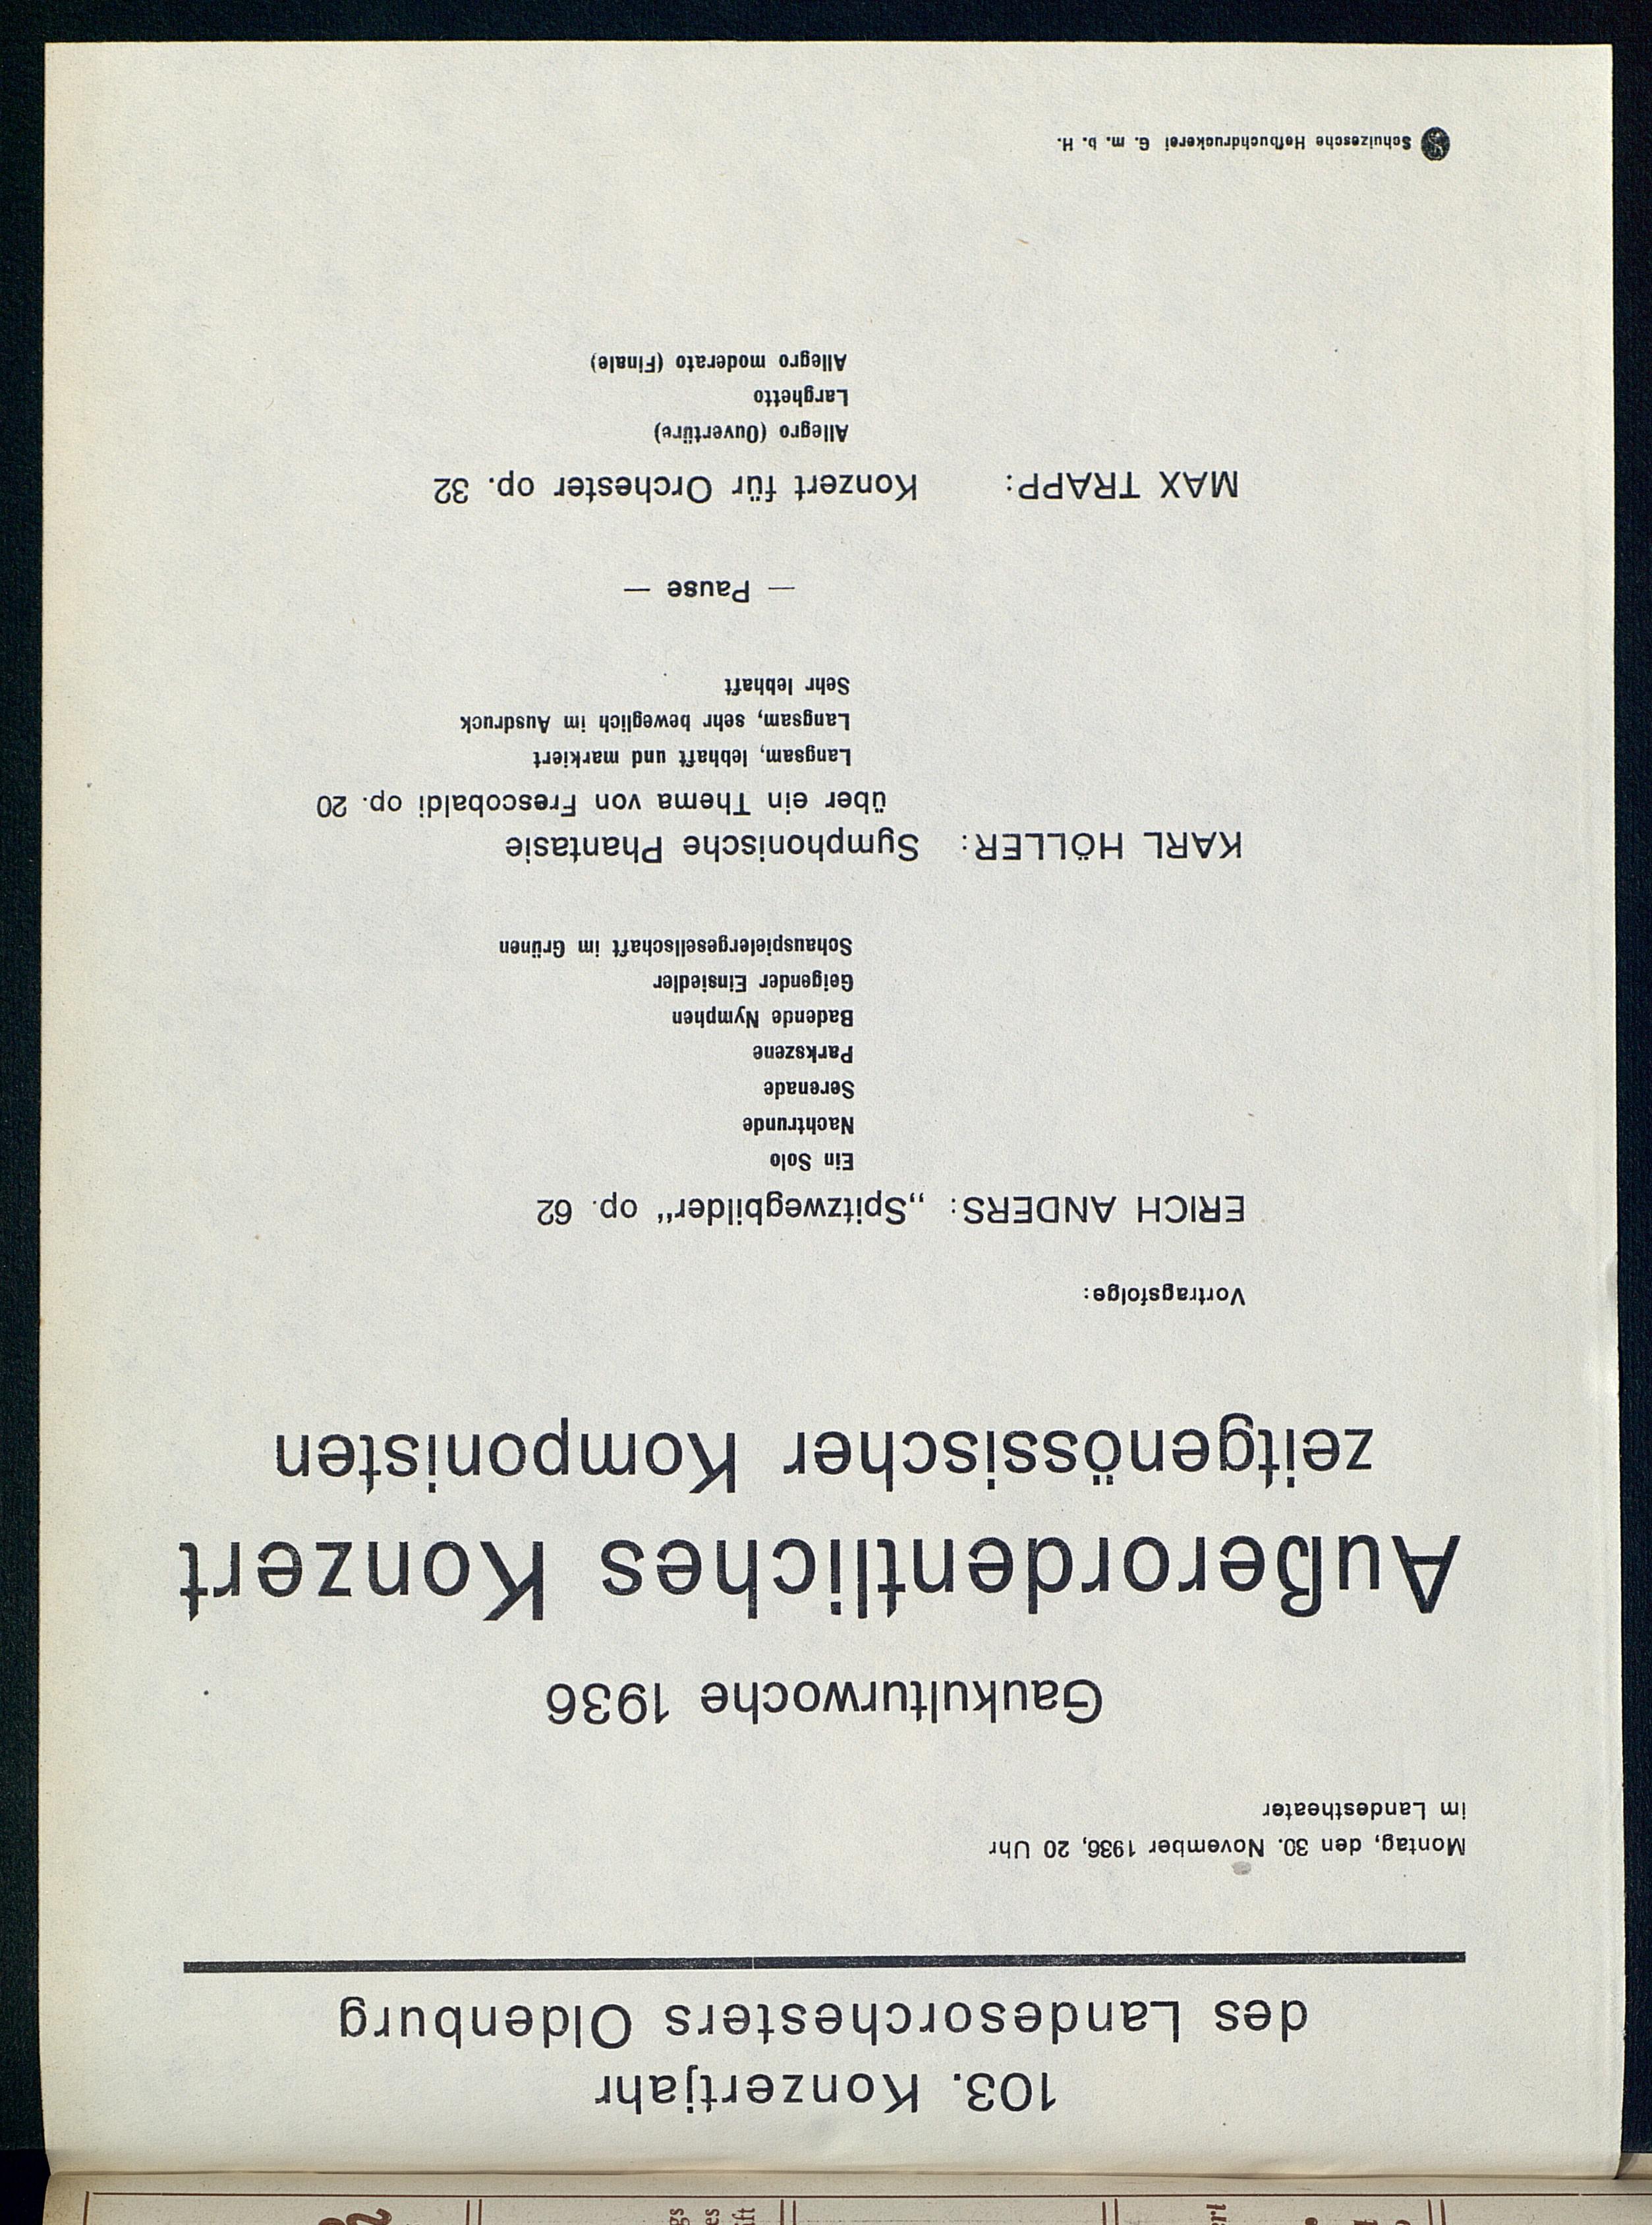 103. Konzertjahr
des Landesorchesters Oldenburg
Montag, den 30. November 1936, 20 Uhr
im Landestheater
Gaukulturwoche 1936
Außerordentliches Konzert
zeitgenössischer Komponisten
Vortragsfolge:
ERICH ANDERS: „Spitzwegbilder" op. 62
Ein Solo
Nachtrunde
Serenade
Parkszene
Badende Nymphen
Geigender Einsiedler
Schauspielergesellschaft im Grünen
KARL HÖLLER: Symphonische Phantasie
über ein Thema von Frescobaldi op. 20
Langsam, lebhaft und markiert
Langsam, sehr beweglich im Ausdruck
Sehr lebhaft
— Pause —
MAX TRAPP: Konzert für Orchester op. 32
Allegro (Ouvertüre)
Larghetto
Allegro moderato (Finale)
Schulzesche Hofbuchdruckerei G. m. b. H.